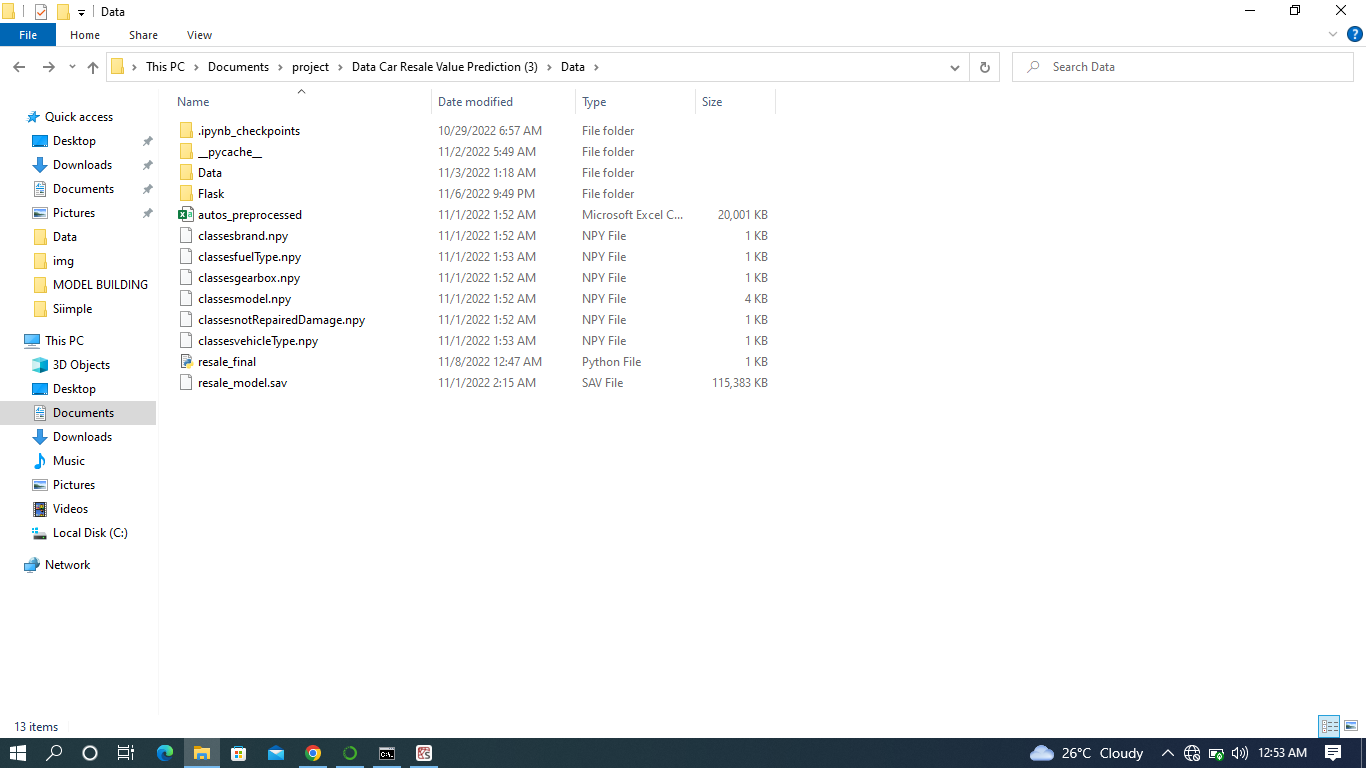 Data
File Home Share View
This PC Documents project Data Car Resale Value Prediction (3) Data Search Data
Name Date modified Type Size
Quick access
Desktop
Downloads
Documents
Pictures
Data
img
MODEL BUILDING
Siimple
This PC
3D Objects
Desktop
Documents
Downloads
Music
Pictures
Videos
Local Disk (C:)
Network
.ipynb_checkpoints 10/29/2022 6:57 AM File folder
__pycache__ 11/2/2022 5:49 AM File folder
Data 11/3/2022 1:18 AM File folder
Flask 11/6/2022 9:49 PM File folder
autos_preprocessed 11/1/2022 1:52 AM Microsoft Excel C... 20,001 KB
classesbrand.npy 11/1/2022 1:52 AM NPY File 1 KB
classesfuelType.npy 11/1/2022 1:53 AM NPY File 1 KB
classesgearbox.npy 11/1/2022 1:52 AM NPY File 1 KB
classesmodel.npy 11/1/2022 1:52 AM NPY File 4 KB
classesnotRepairedDamage.npy 11/1/2022 1:52 AM NPY File 1 KB
classesvehicleType.npy 11/1/2022 1:53 AM NPY File 1 KB
resale_final 11/8/2022 12:47 AM Python File 1 KB
resale_model.sav 11/1/2022 2:15 AM SAV File 115,383 KB
13 items
26°C Cloudy 12:53 AM